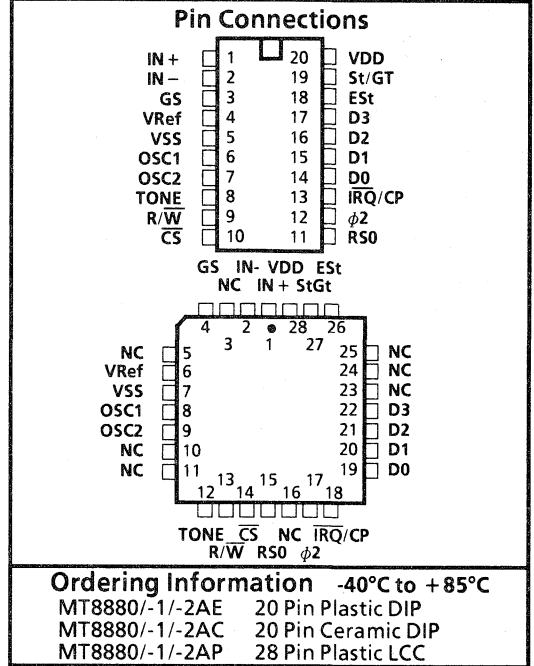 Pin Connections
IN + 1 20 VDD
IN − 2 19 St/GT
GS 3 18 ESt
VRef 4 17 D3
VSS 5 16 D2
OSC1 6 15 D1
OSC2 7 14 D0
TONE 8 13 I̅R̅Q̅/CP
R/W̅ 9 12 ϕ2
C̅S̅ 10 11 RS0
GS IN- VDD ESt
NC IN + StGt
4 2 28 26
3 1 27
NC 5 25 NC
VRef 6 24 NC
VSS 7 23 NC
OSC1 8 22 D3
OSC2 9 21 D2
NC 10 20 D1
NC 11 19 D0
13 15 17
12 14 16 18
TONE C̅S̅ NC I̅R̅Q̅/CP
R/W̅ RS0 ϕ2
Ordering Information -40°C to +85°C
MT8880/-1/-2AE 20 Pin Plastic DIP
MT8880/-1/-2AC 20 Pin Ceramic DIP
MT8880/-1/-2AP 28 Pin Plastic LCC